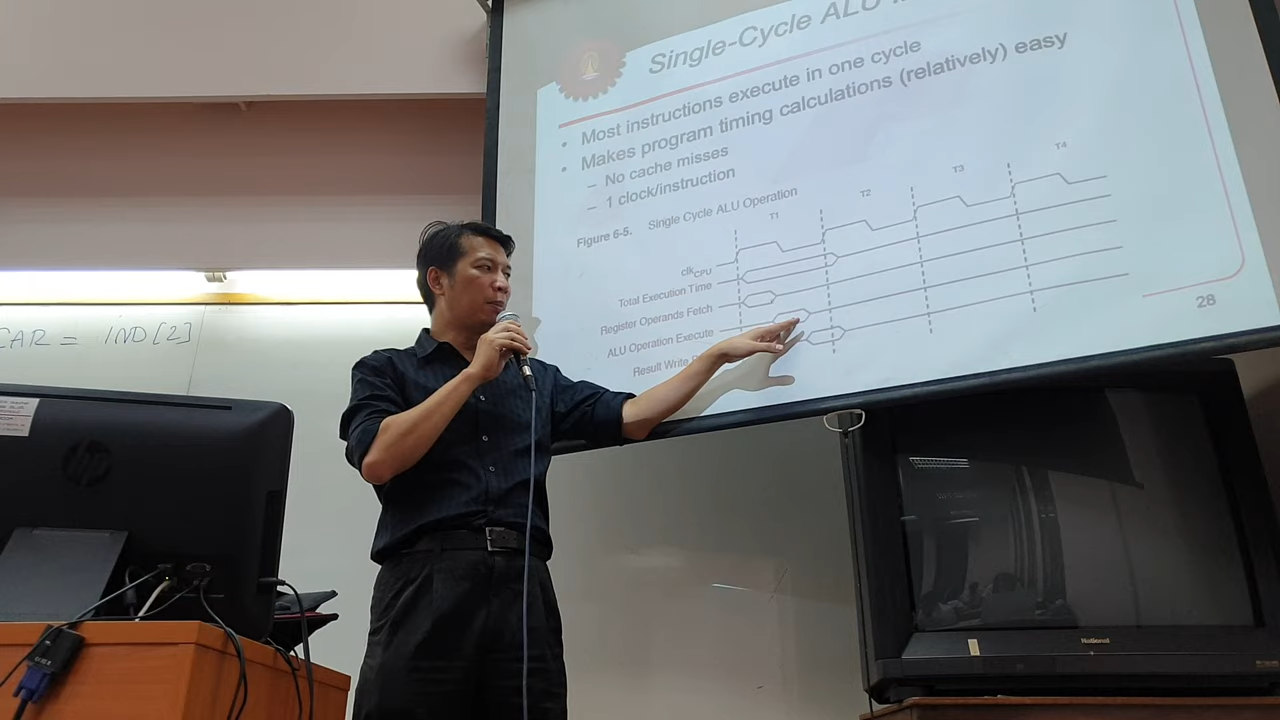 Single-Cycle ALU
• Most instructions execute in one cycle
• Makes program timing calculations (relatively) easy
– No cache misses
– 1 clock/instruction
Figure 6-5. Single Cycle ALU Operation
T1 T2 T3 T4
clkCPU
Total Execution Time
Register Operands Fetch
ALU Operation Execute
Result Write
28
CAR = IND[2]
hp
National